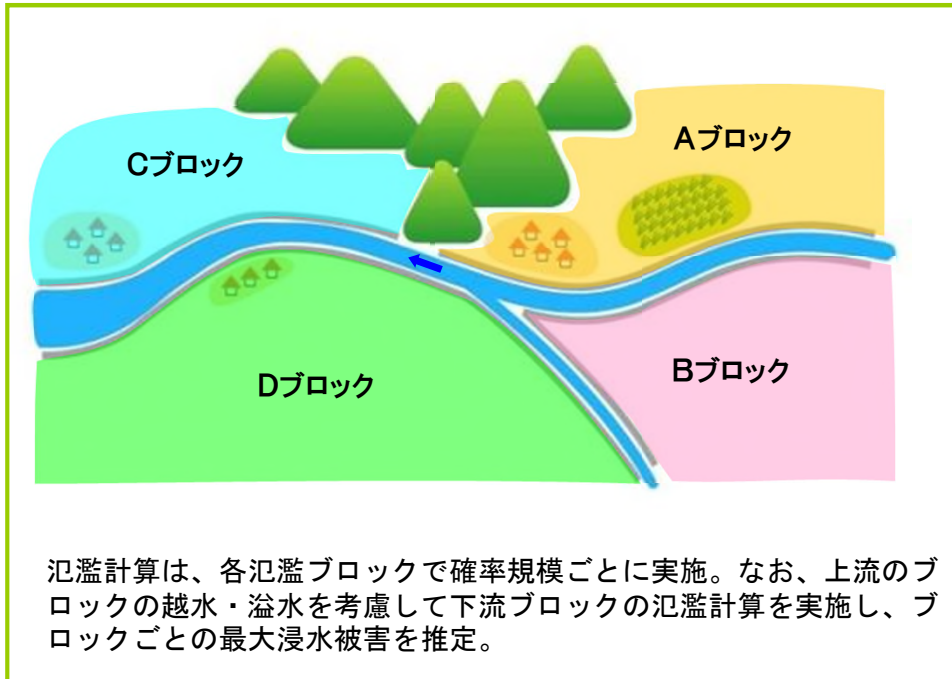 Cブロック
Aブロック
Dブロック
Bブロック
氾濫計算は、各氾濫ブロックで確率規模ごとに実施。なお、上流のブ
ロックの越水・溢水を考慮して下流ブロックの氾濫計算を実施し、ブ
ロックごとの最大浸水被害を推定。